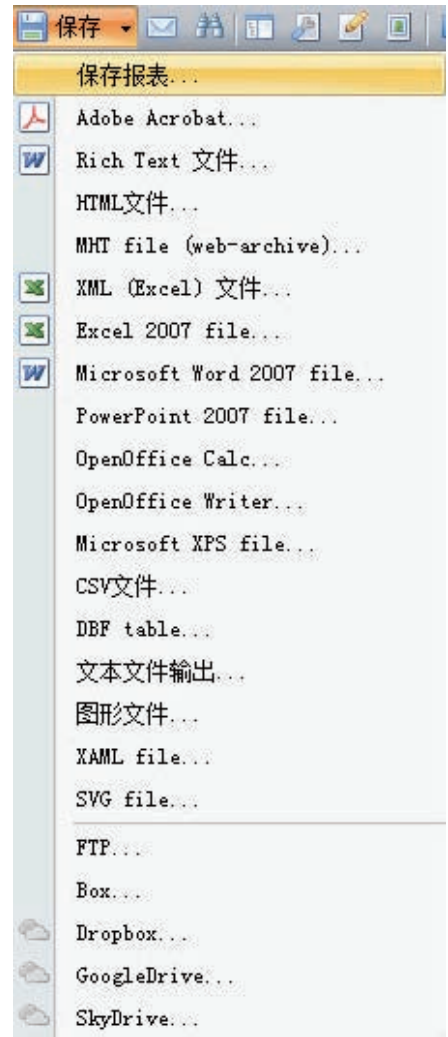 保存
保存报表...
Adobe Acrobat...
Rich Text 文件...
HTML文件...
MHT file (web-archive)...
XML (Excel) 文件...
Excel 2007 file...
Microsoft Word 2007 file...
PowerPoint 2007 file...
OpenOffice Calc...
OpenOffice Writer...
Microsoft XPS file...
CSV文件...
DBF table...
文本文件输出...
图形文件...
XAML file...
SVG file...
FTP...
Box...
Dropbox...
GoogleDrive...
SkyDrive...